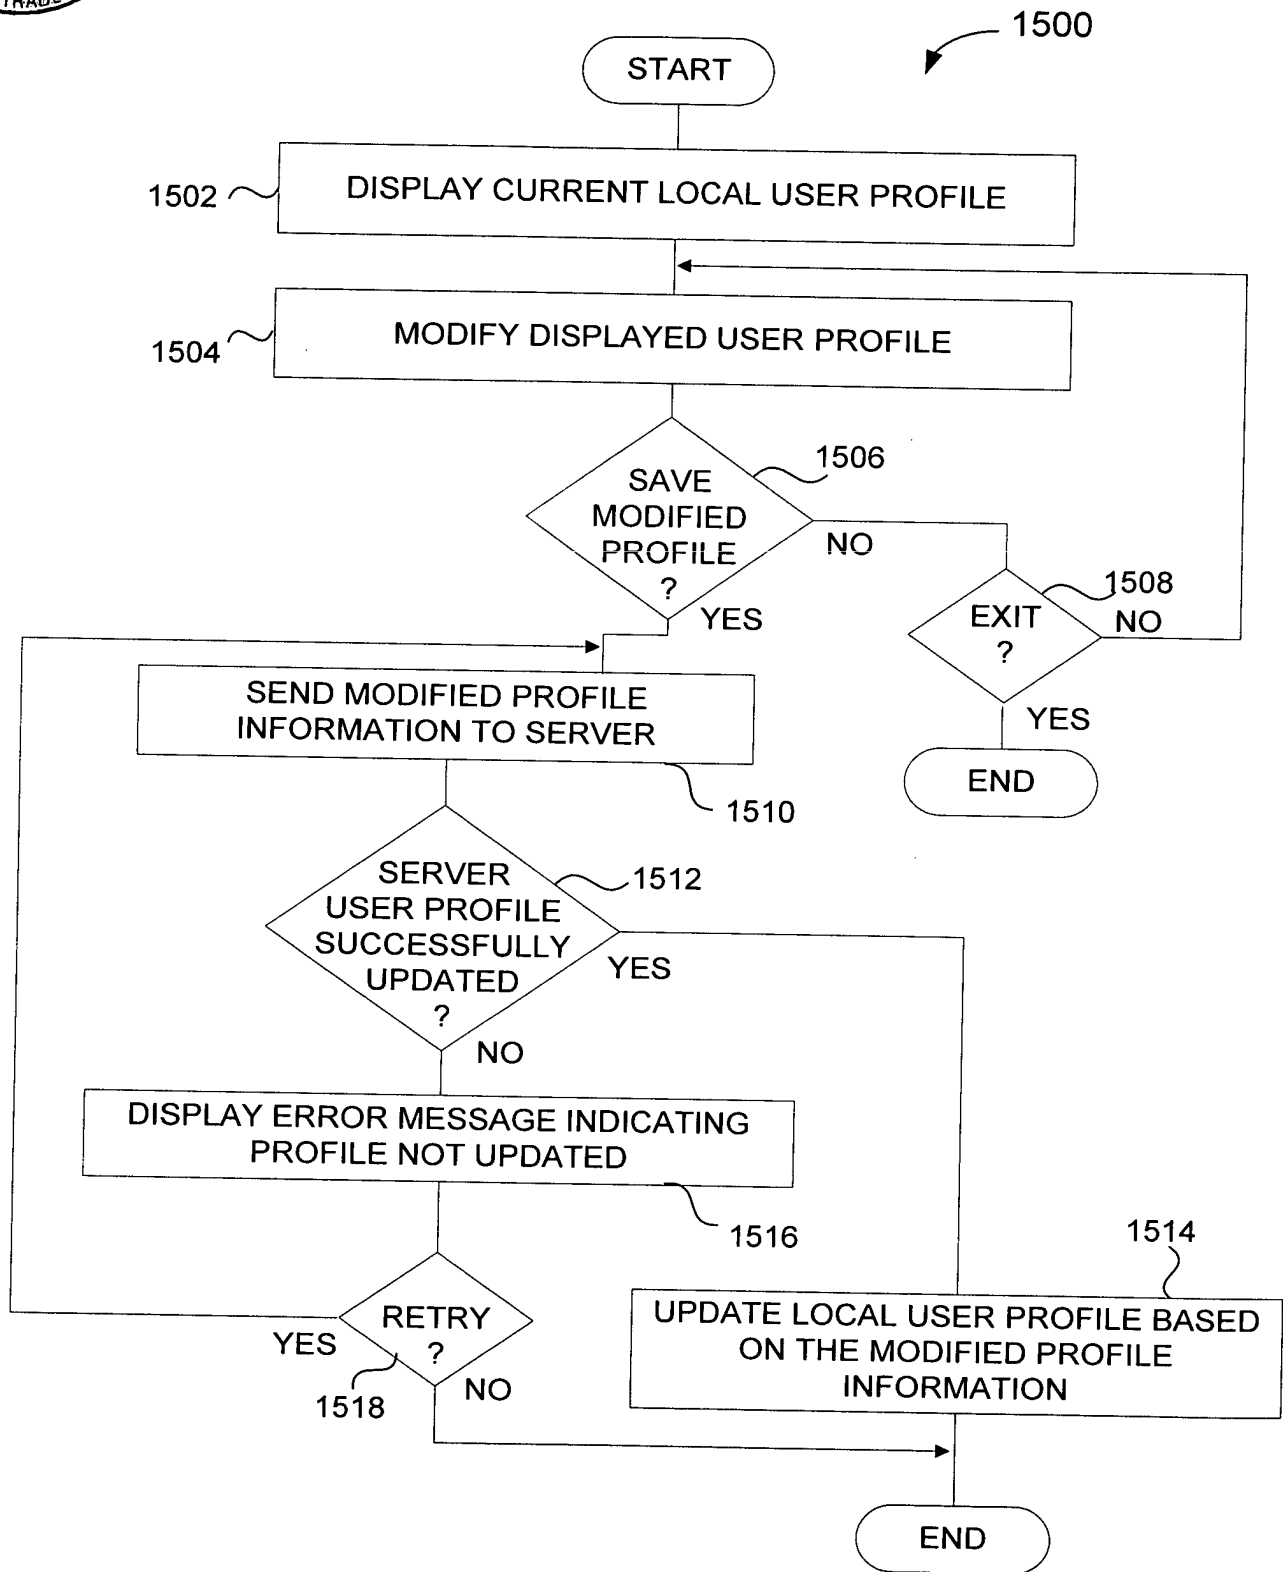 TRADE
1500
START
1502
DISPLAY CURRENT LOCAL USER PROFILE
1504
MODIFY DISPLAYED USER PROFILE
1506
SAVE
MODIFIED
PROFILE
?
NO
YES
1508
EXIT
?
NO
YES
END
SEND MODIFIED PROFILE
INFORMATION TO SERVER
1510
1512
SERVER
USER PROFILE
SUCCESSFULLY
UPDATED
?
YES
NO
DISPLAY ERROR MESSAGE INDICATING
PROFILE NOT UPDATED
1516
1514
UPDATE LOCAL USER PROFILE BASED
ON THE MODIFIED PROFILE
INFORMATION
RETRY
?
YES
NO
1518
END